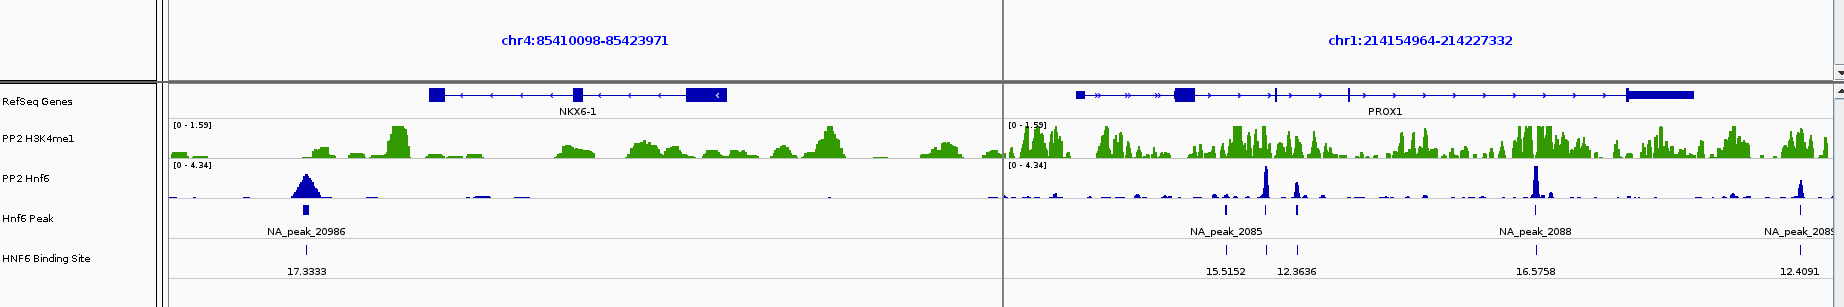 chr4:85410098-85423971
chr1:214154964-214227332
RefSeq Genes
NKX6-1
PROX1
PP2 H3K4me1
[0 - 1.59]
[0 - 1.59]
PP2 Hnf6
[0 - 4.34]
[0 - 4.34]
Hnf6 Peak
NA_peak_20986
NA_peak_2085
NA_peak_2088
NA_peak_2089
HNF6 Binding Site
17.3333
15.5152
12.3636
16.5758
12.4091